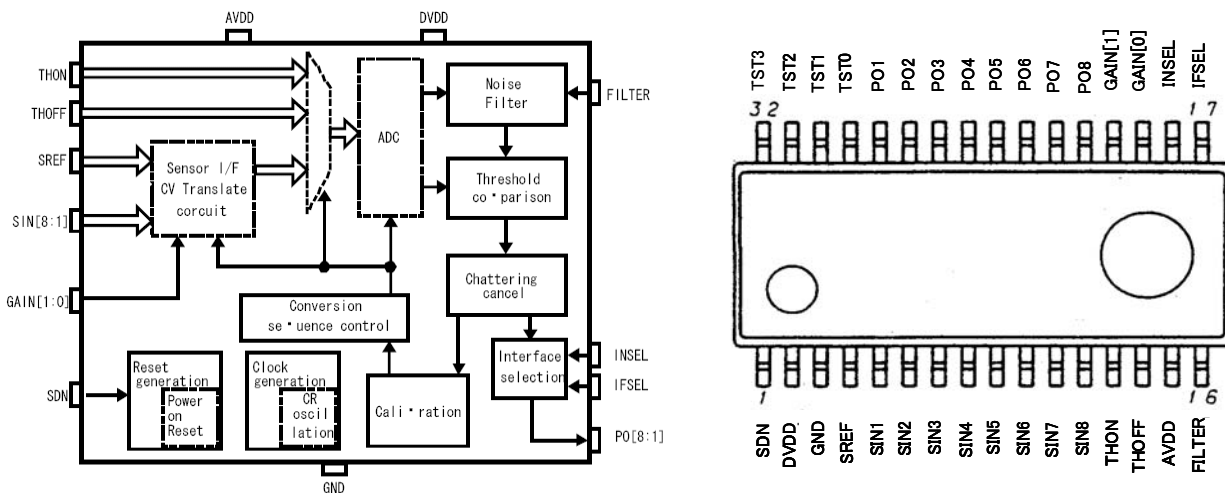 AVDD
DVDD
THON
THOFF
SREF
SIN[8:1]
GAIN[1:0]
SDN
Sensor I/F
CV Translate
corcuit
ADC
Noise
Filter
FILTER
Threshold
co・parison
Chattering
cancel
Conversion
se・uence control
Reset
generation
Power
on
Reset
Clock
generation
CR
oscil
lation
Cali・ration
Interface
selection
INSEL
IFSEL
PO[8:1]
GND
TST3
TST2
TST1
TST0
PO1
PO2
PO3
PO4
PO5
PO6
PO7
PO8
GAIN[1]
GAIN[0]
INSEL
IFSEL
32
17
1
16
SDN
DVDD
GND
SREF
SIN1
SIN2
SIN3
SIN4
SIN5
SIN6
SIN7
SIN8
THON
THOFF
AVDD
FILTER